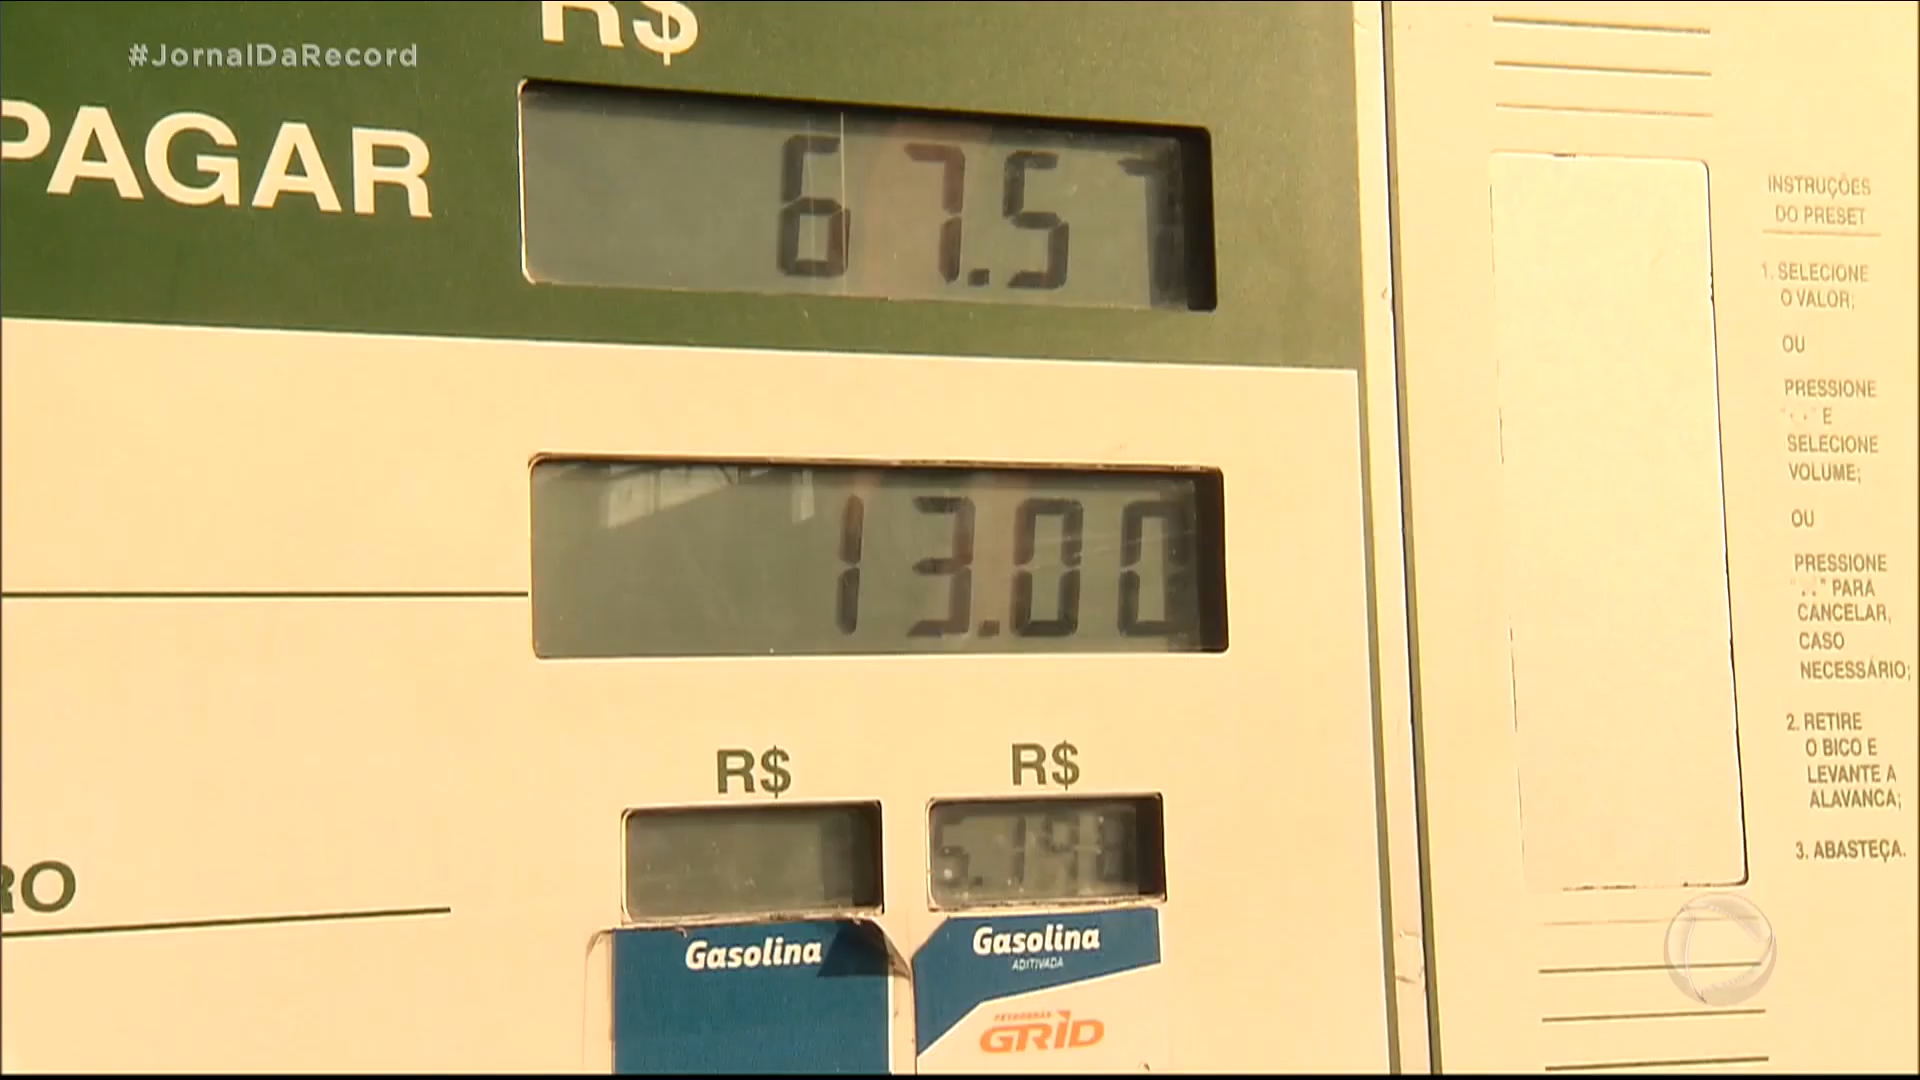 #JornalDaRecord
R$
PAGAR
67.57
13.00
R$
R$
Gasolina
Gasolina
ADITIVADA
PETROBRAS
GRID
RO
INSTRUÇÕES
DO PRESET
1. SELECIONE
O VALOR;
OU
PRESSIONE
E
SELECIONE
VOLUME;
OU
PRESSIONE
" PARA
CANCELAR,
CASO
NECESSÁRIO;
2. RETIRE
O BICO E
LEVANTE A
ALAVANCA;
3. ABASTEÇA.